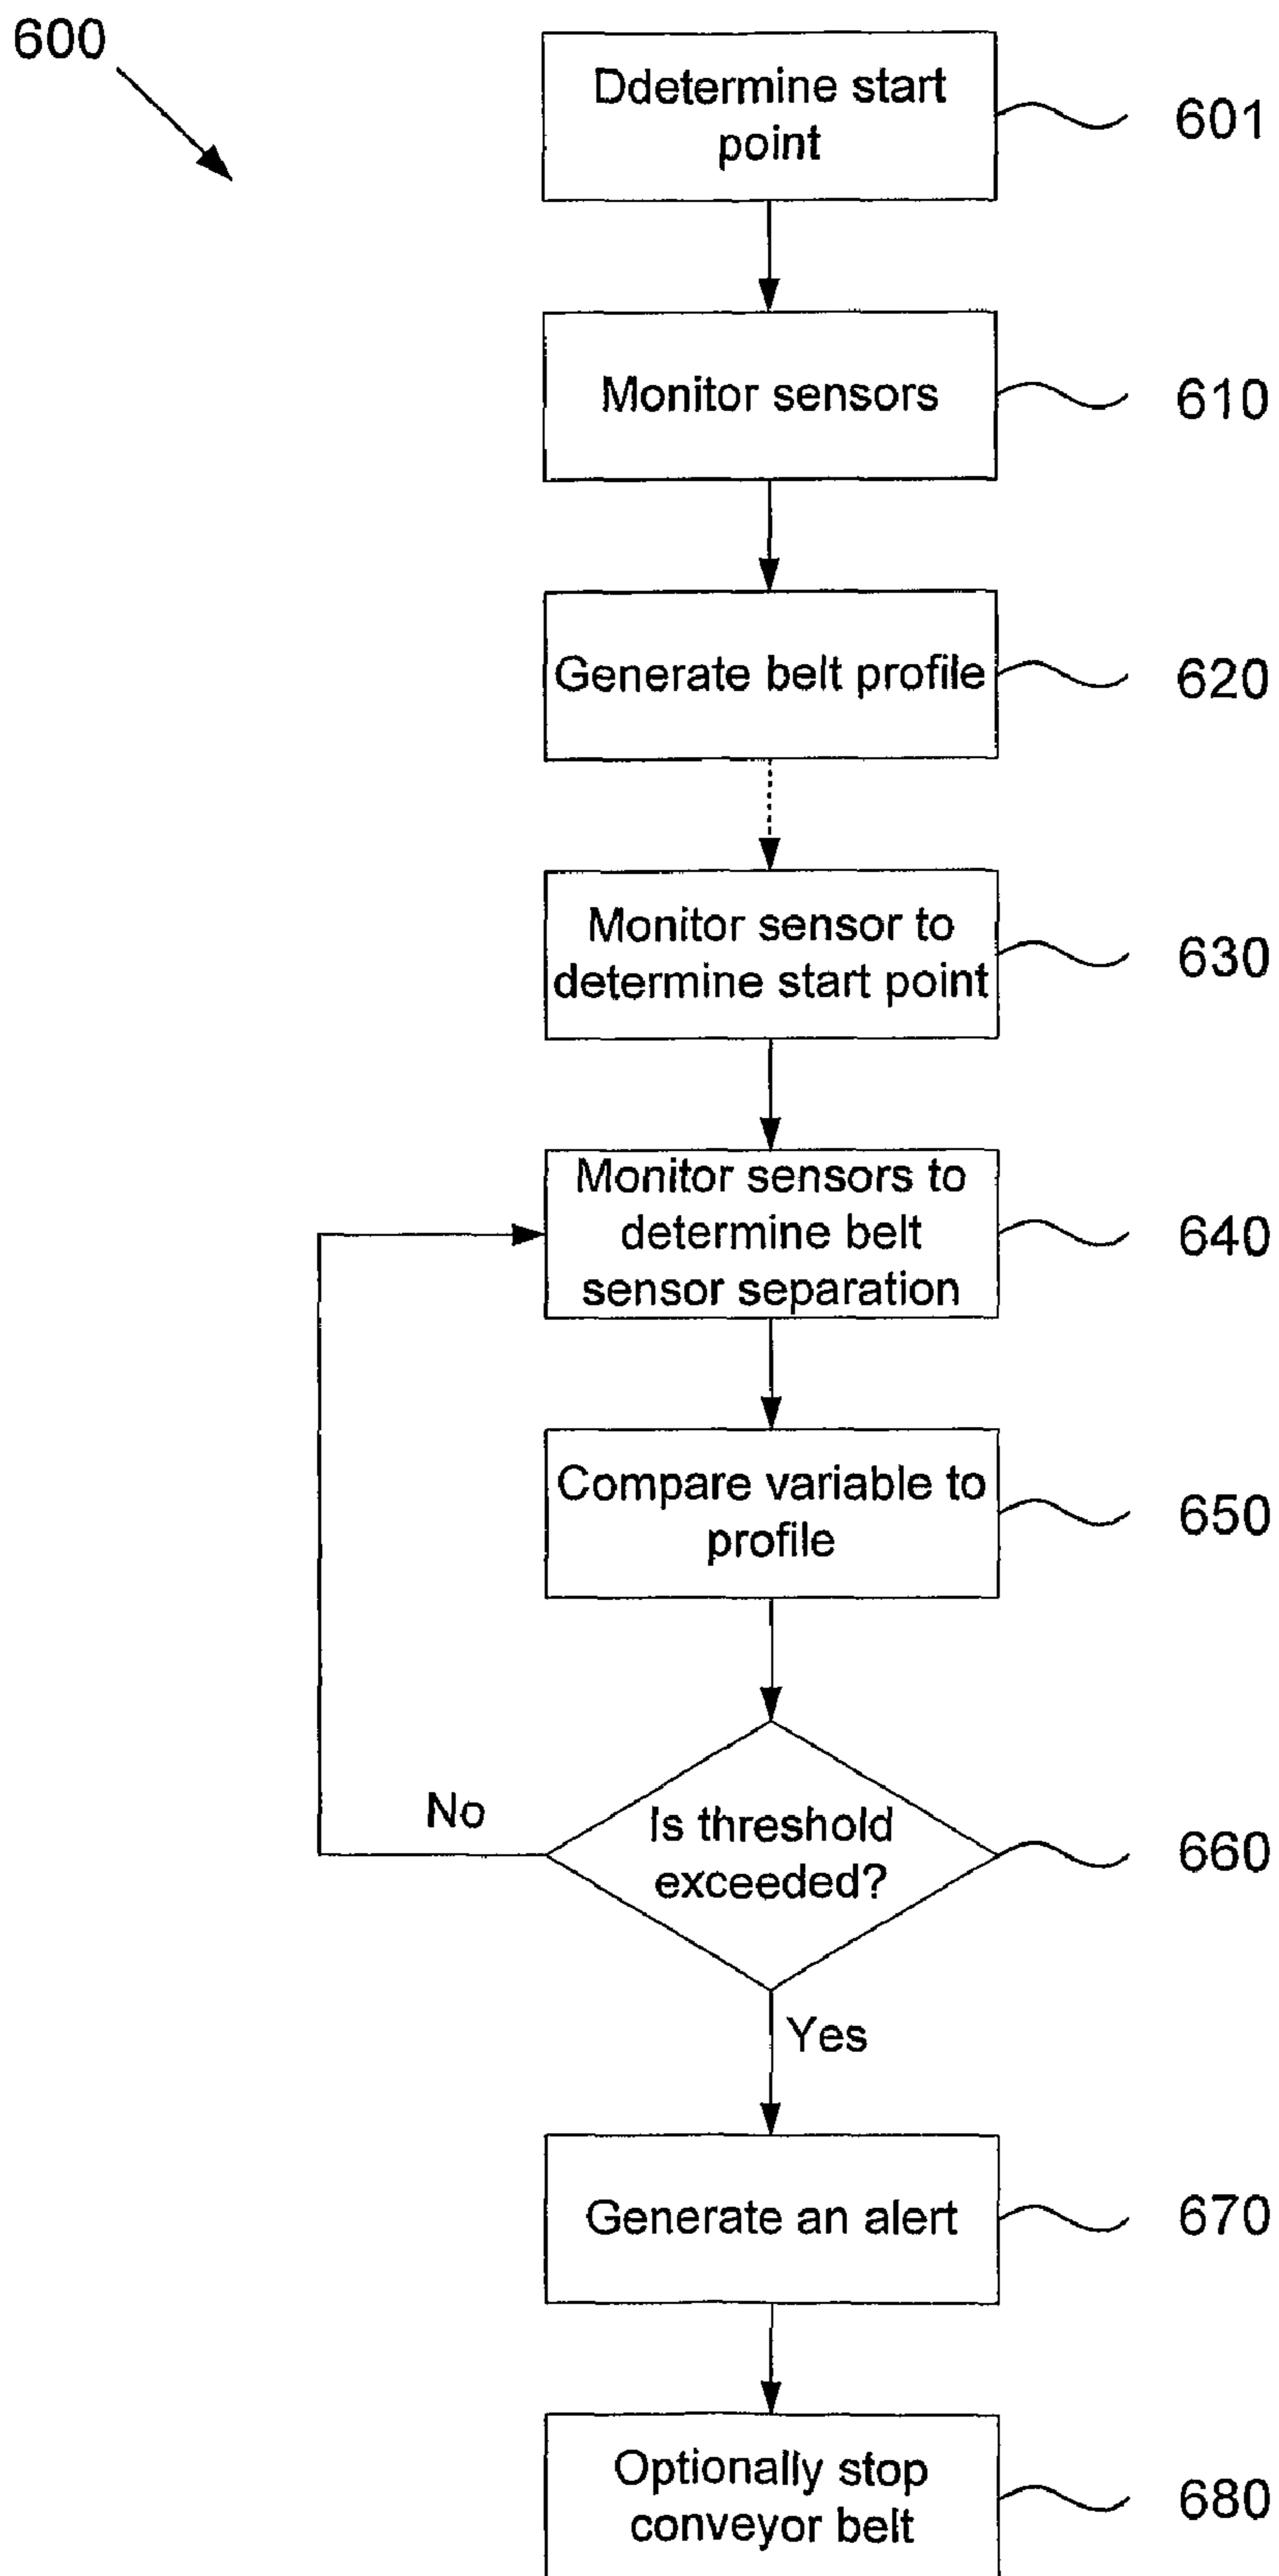 600
Ddetermine start
point
601
Monitor sensors
610
Generate belt profile
620
Monitor sensor to
determine start point
630
Monitor sensors to
determine belt
sensor separation
640
Compare variable to
profile
650
No
Is threshold
exceeded?
660
Yes
Generate an alert
670
Optionally stop
conveyor belt
680